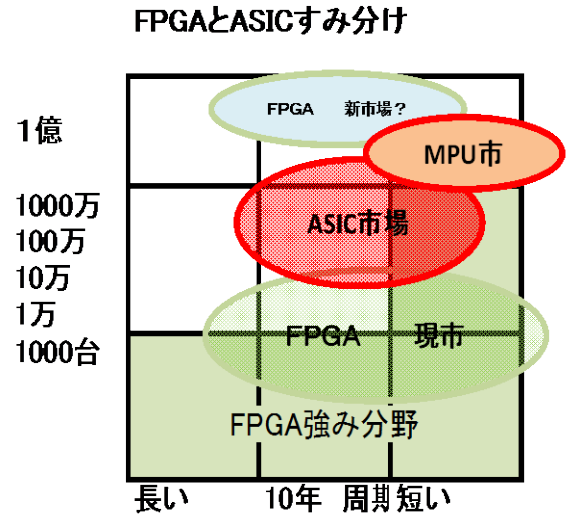 FPGAとASICすみ分け
FPGA 新市場？
1億
MPU市
1000万
ASIC市場
100万
10万
1万
FPGA 現市
1000台
FPGA強み分野
長い 10年 周期短い